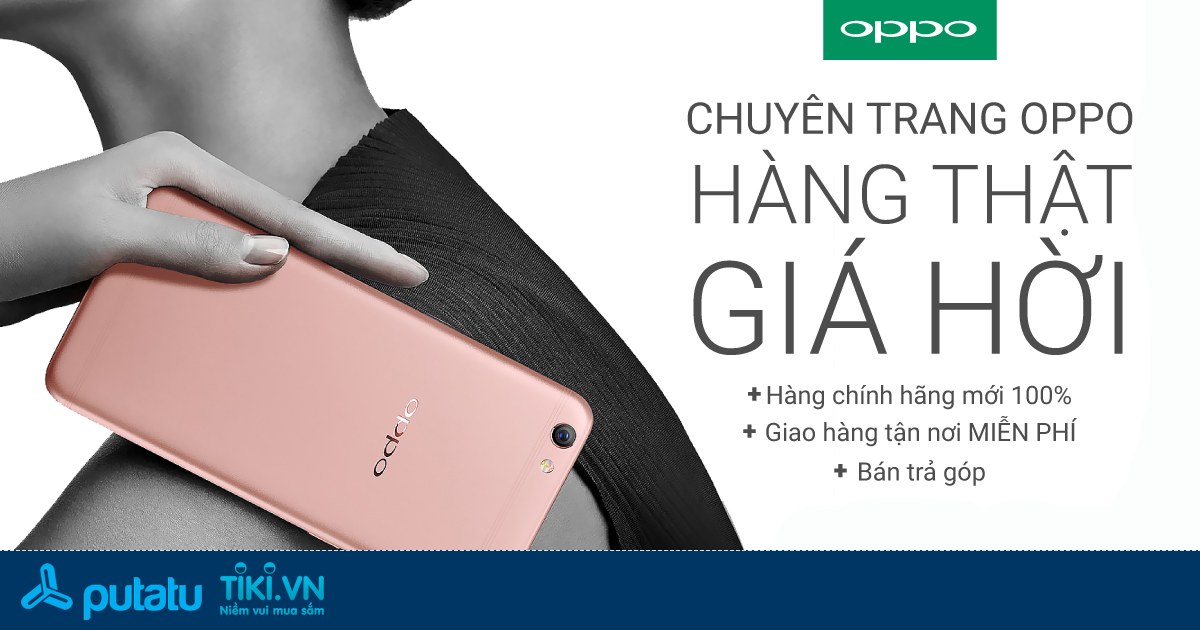 oppo
CHUYÊN TRANG OPPO
HÀNG THẬT
GIÁ HỜI
+ Hàng chính hãng mới 100%
+ Giao hàng tận nơi MIỄN PHÍ
+ Bán trả góp
oppo
putatu
TIKI.VN
Niềm vui mua sắm